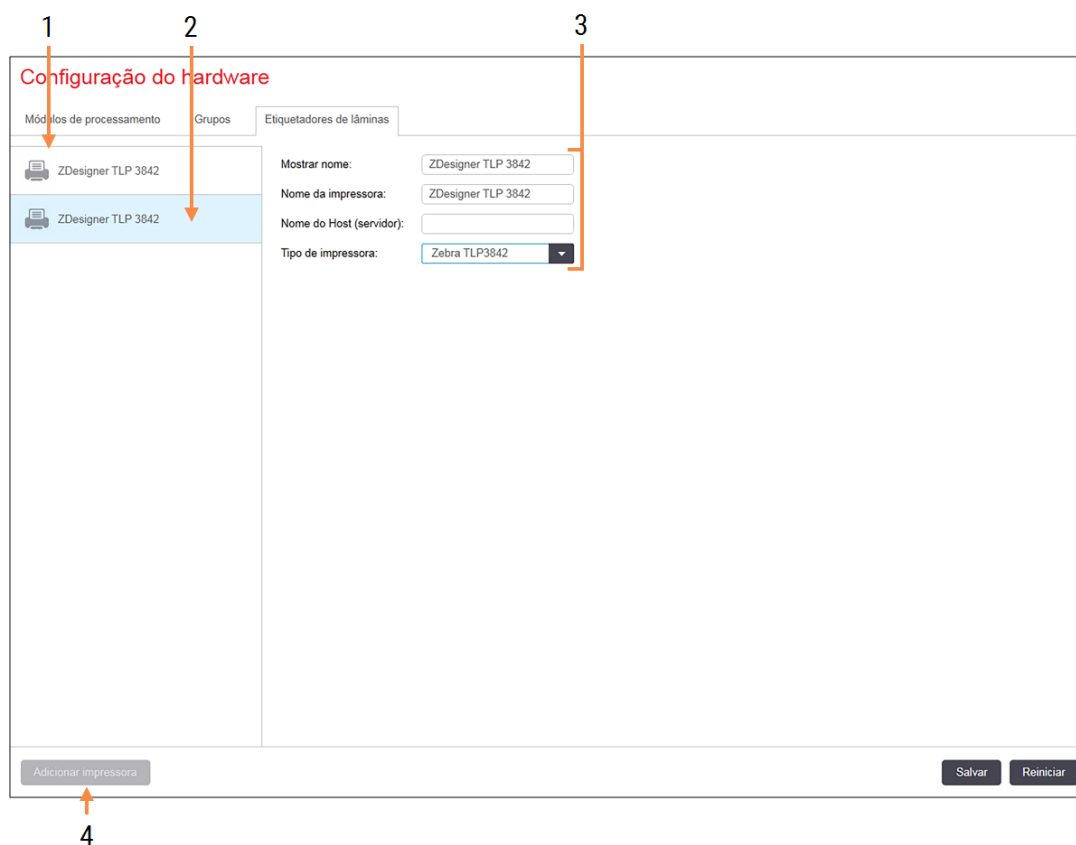 1 2 3
Configuração do hardware
Módulos de processamento Grupos Etiquetadores de lâminas
ZDesigner TLP 3842
ZDesigner TLP 3842
Mostrar nome: ZDesigner TLP 3842
Nome da impressora: ZDesigner TLP 3842
Nome do Host (servidor):
Tipo de impressora: Zebra TLP3842
Adicionar impressora Salvar Reiniciar
4